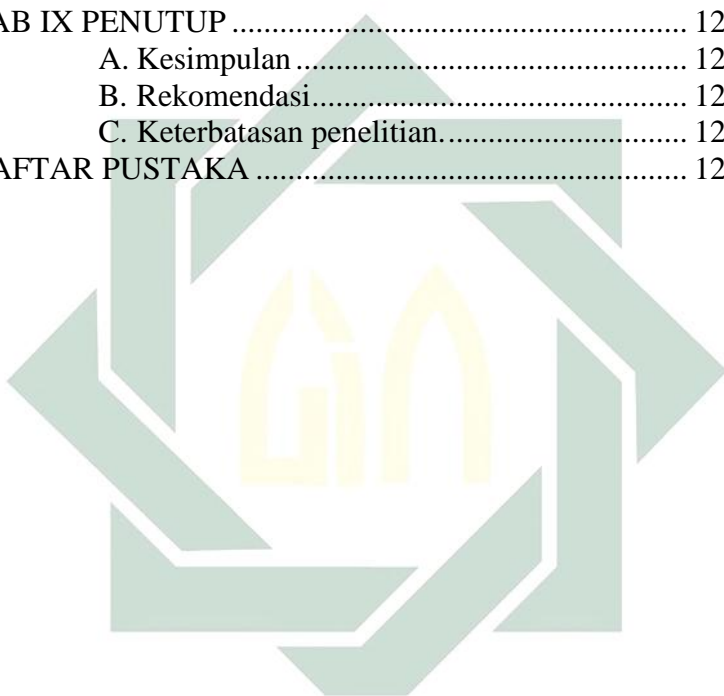 AB IX PENUTUP ........................................................ 12
A. Kesimpulan ................................................ 12
B. Rekomendasi.............................................. 12
C. Keterbatasan penelitian.............................. 12
AFTAR PUSTAKA ..................................................... 12